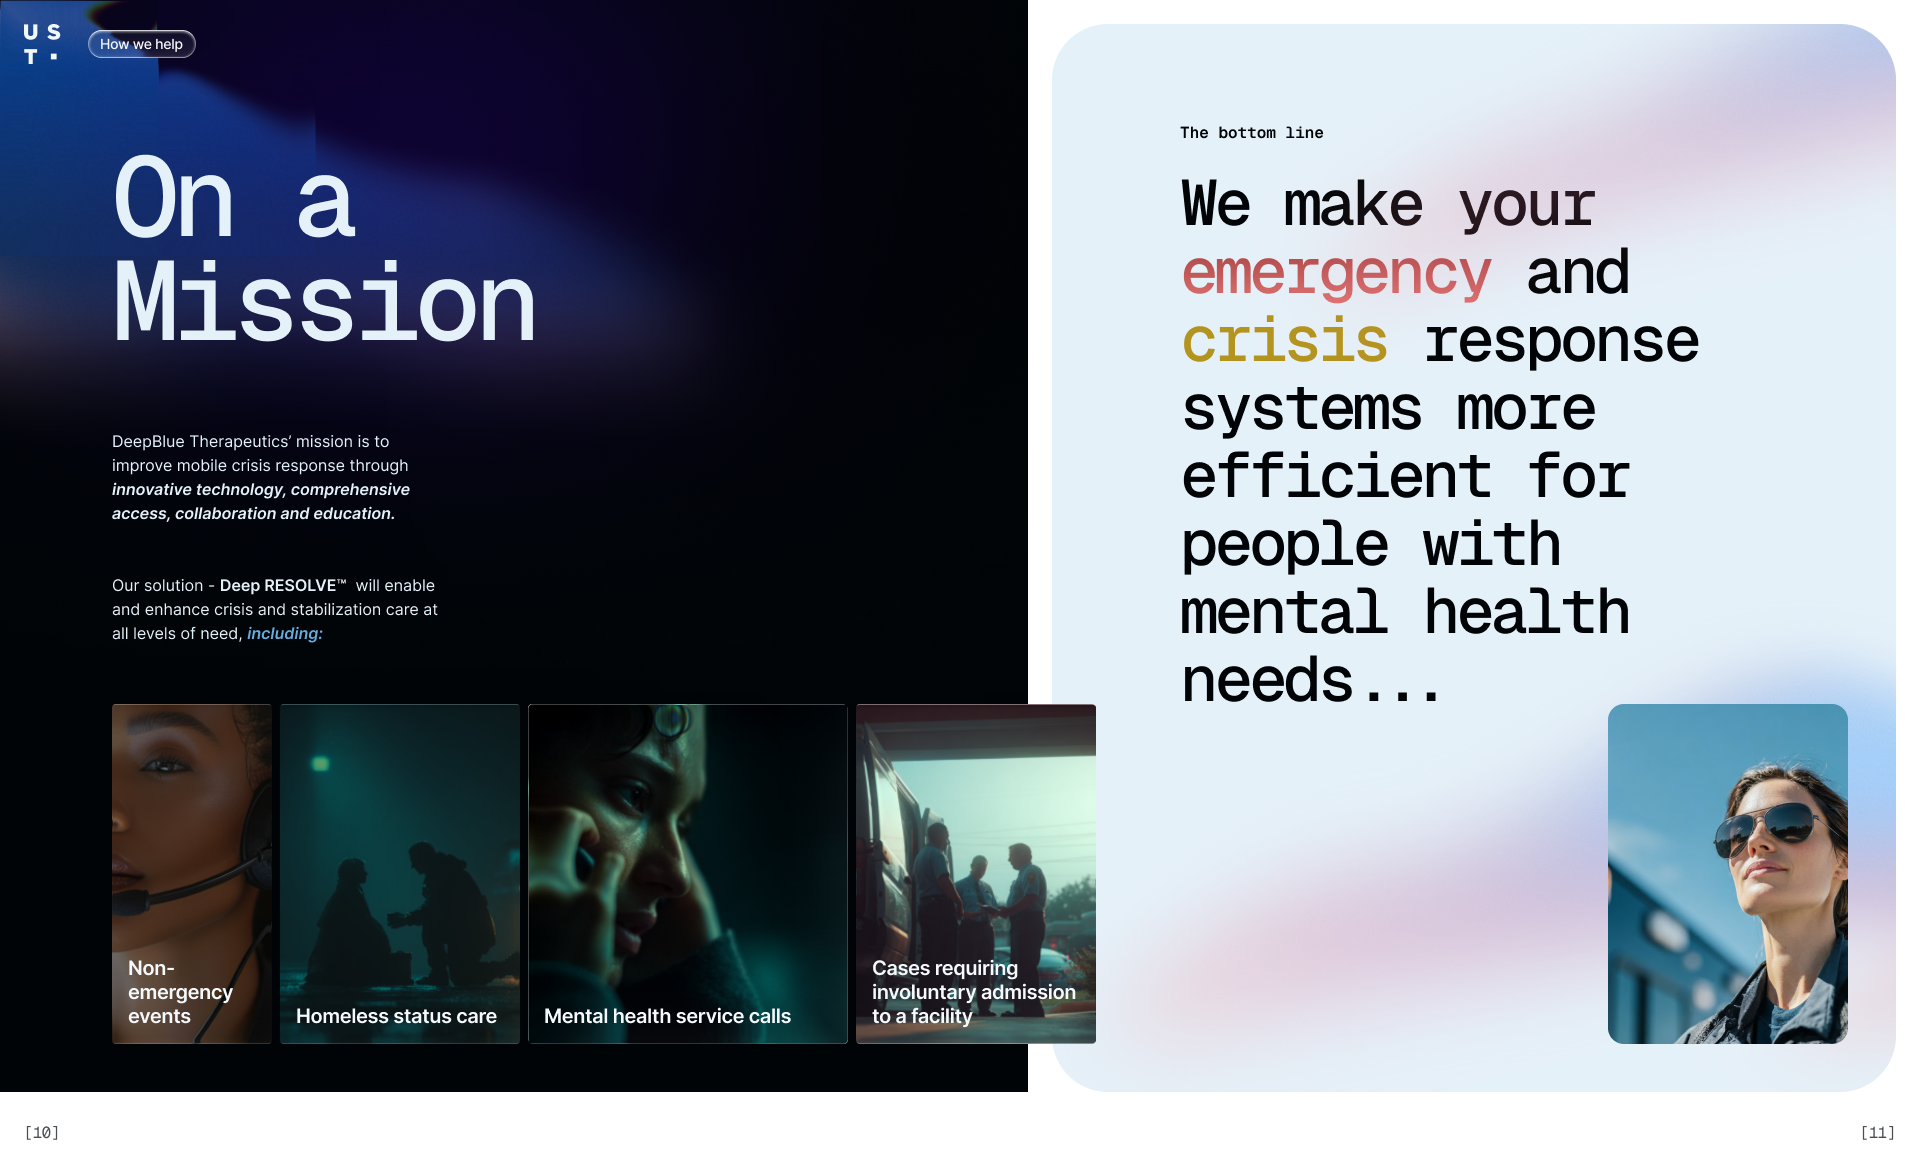 US
T.
How we help
On a
Mission
DeepBlue Therapeutics’ mission is to
improve mobile crisis response through
innovative technology, comprehensive
access, collaboration and education.
Our solution - Deep RESOLVE™ will enable
and enhance crisis and stabilization care at
all levels of need, including:
Non-
emergency
events
Homeless status care
Mental health service calls
Cases requiring
involuntary admission
to a facility
[10]
The bottom line
We make your
emergency and
crisis response
systems more
efficient for
people with
mental health
needs...
[11]